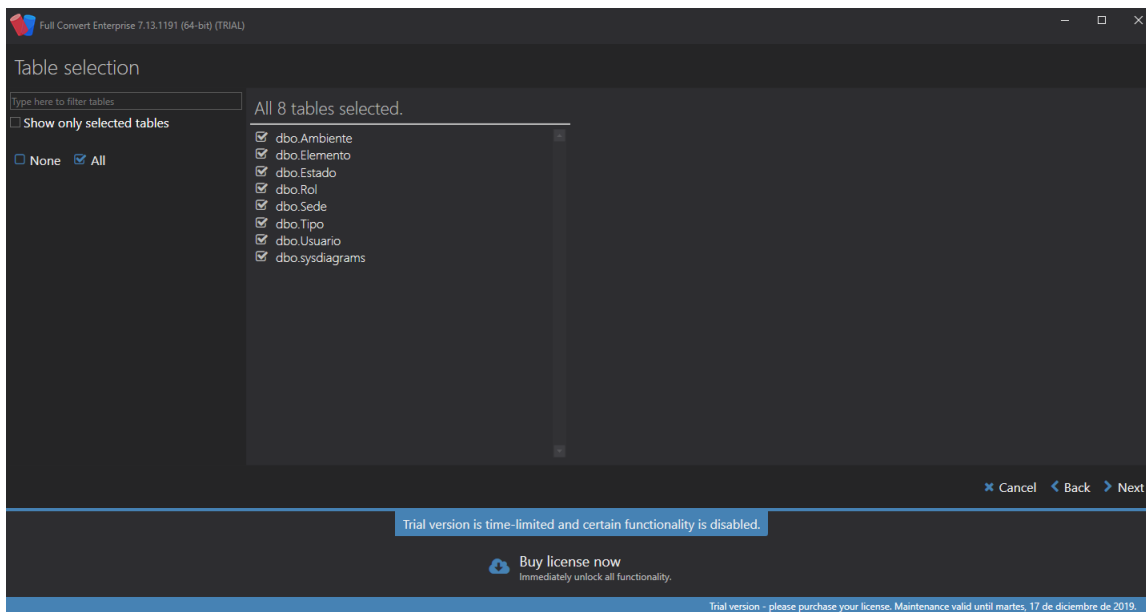 Full Convert Enterprise 7.13.1191 (64-bit) (TRIAL)
Table selection
Type here to filter tables
Show only selected tables
None All
All 8 tables selected.
dbo.Ambiente
dbo.Elemento
dbo.Estado
dbo.Rol
dbo.Sede
dbo.Tipo
dbo.Usuario
dbo.sysdiagrams
Cancel Back Next
Trial version is time-limited and certain functionality is disabled.
Buy license now
Immediately unlock all functionality.
Trial version - please purchase your license. Maintenance valid until martes, 17 de diciembre de 2019.